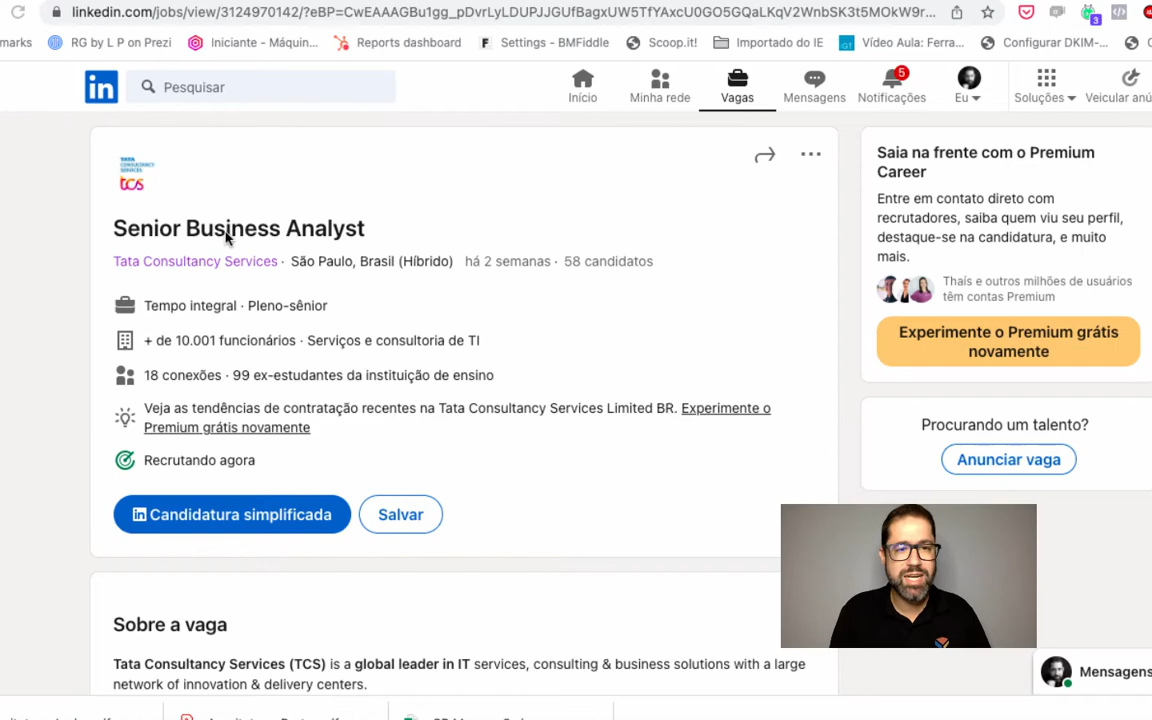 linkedin.com/jobs/view/3124970142/?eBP=CwEAAAGBu1gg_pDvrLyLDUPJJGUfBagxUW5TfYAxcU0GO5GQaLKqV2WnbSK3t5MOkW9r...
3
marks RG by L P on Prezi Iniciante - Máquin... Reports dashboard Settings - BMFiddle Scoop.it! Importado do IE Vídeo Aula: Ferra... Configurar DKIM-...
in Pesquisar
Início Minha rede Vagas Mensagens 5 Notificações Eu Soluções Veicular anú
TATA
CONSULTANCY
SERVICES
tcs
Senior Business Analyst
Tata Consultancy Services · São Paulo, Brasil (Híbrido) há 2 semanas · 58 candidatos
Tempo integral · Pleno-sênior
+ de 10.001 funcionários · Serviços e consultoria de TI
18 conexões · 99 ex-estudantes da instituição de ensino
Veja as tendências de contratação recentes na Tata Consultancy Services Limited BR. Experimente o
Premium grátis novamente
Recrutando agora
in Candidatura simplificada Salvar
Sobre a vaga
Tata Consultancy Services (TCS) is a global leader in IT services, consulting & business solutions with a large
network of innovation & delivery centers.
Saia na frente com o Premium
Career
Entre em contato direto com
recrutadores, saiba quem viu seu perfil,
destaque-se na candidatura, e muito
mais.
Thaís e outros milhões de usuários
têm contas Premium
Experimente o Premium grátis
novamente
Procurando um talento?
Anunciar vaga
Mensagens